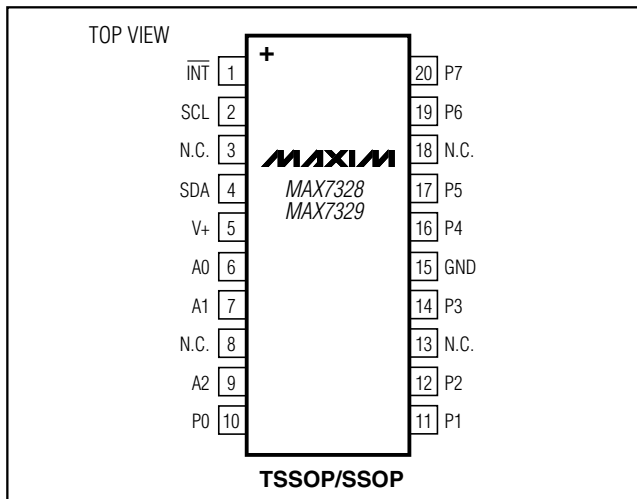 TOP VIEW
+
INT 1
SCL 2
N.C. 3
SDA 4
V+ 5
A0 6
A1 7
N.C. 8
A2 9
P0 10
MAXIM
MAX7328
MAX7329
20 P7
19 P6
18 N.C.
17 P5
16 P4
15 GND
14 P3
13 N.C.
12 P2
11 P1
TSSOP/SSOP